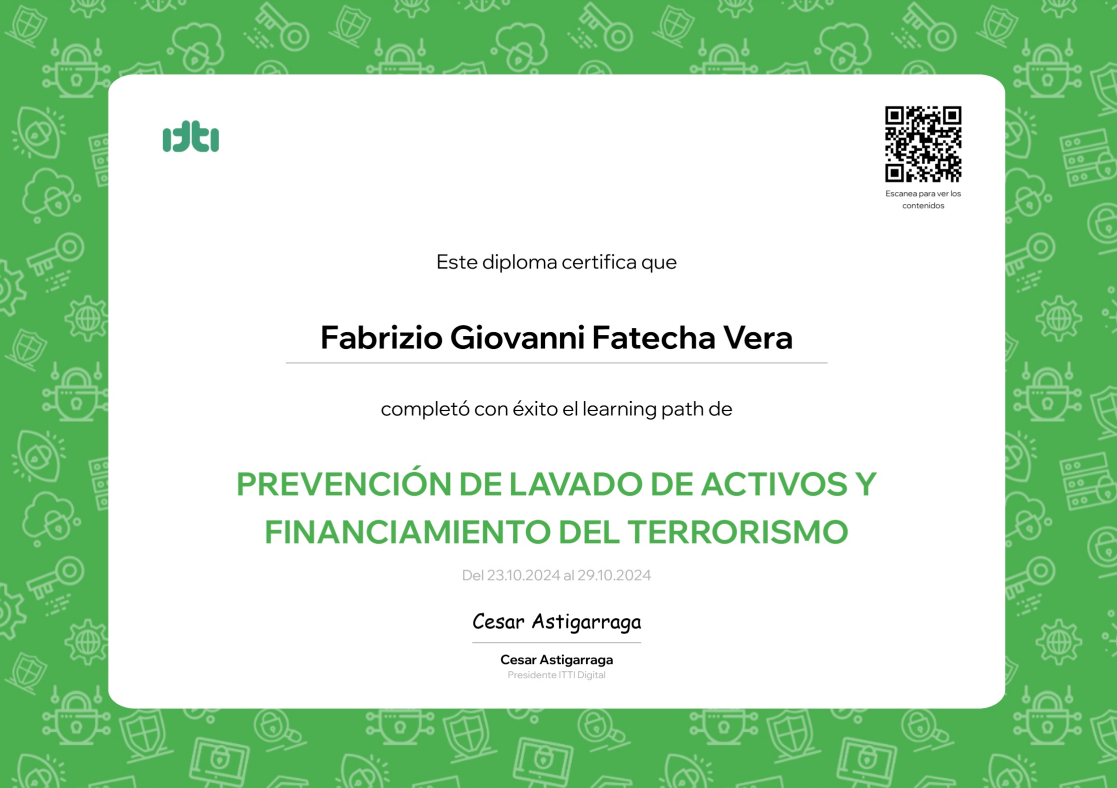 itti
Escanea para ver los
contenidos
Este diploma certifica que
Fabrizio Giovanni Fatecha Vera
completó con éxito el learning path de
PREVENCIÓN DE LAVADO DE ACTIVOS Y
FINANCIAMIENTO DEL TERRORISMO
Del 23.10.2024 al 29.10.2024
Cesar Astigarraga
Cesar Astigarraga
Presidente ITTI Digital